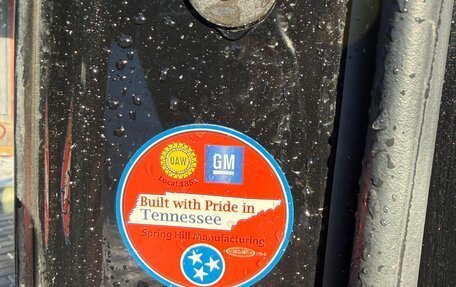 UAW
GM
Local 1853
Built with Pride in
Tennessee
Spring Hill Manufacturing